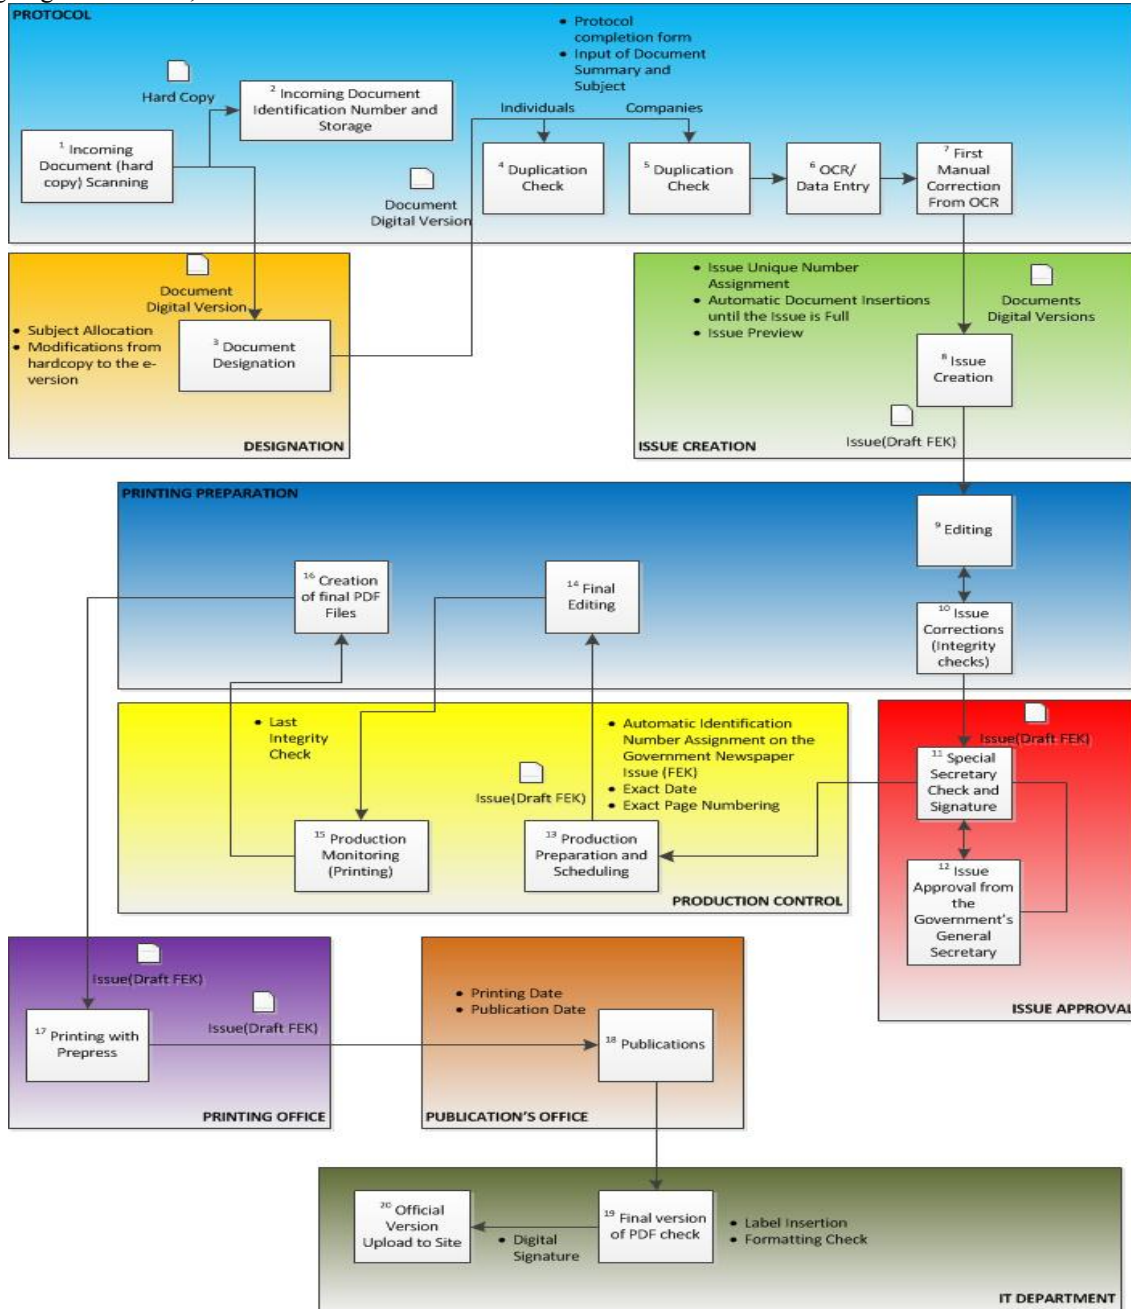 PROTOCOL
• Protocol
completion form
• Input of Document
Summary and
Subject
Hard Copy
2 Incoming Document
Identification Number and
Storage
Individuals
Companies
1 Incoming
Document (hard
copy) Scanning
Document
Digital Version
4 Duplication
Check
5 Duplication
Check
6 OCR/
Data Entry
7 First
Manual
Correction
From OCR
Document
Digital Version
• Subject Allocation
• Modifications from
hardcopy to the e-
version
3 Document
Designation
DESIGNATION
• Issue Unique Number
Assignment
• Automatic Document Insertions
until the Issue is Full
• Issue Preview
Documents
Digital Versions
8 Issue
Creation
Issue(Draft FEK)
ISSUE CREATION
PRINTING PREPARATION
9 Editing
16 Creation
of final PDF
Files
14 Final
Editing
10 Issue
Corrections
(Integrity
checks)
• Last
Integrity
Check
• Automatic Identification
Number Assignment on the
Government Newspaper
Issue (FEK)
• Exact Date
• Exact Page Numbering
Issue(Draft FEK)
15 Production
Monitoring
(Printing)
13 Production
Preparation and
Scheduling
PRODUCTION CONTROL
Issue(Draft FEK)
11 Special
Secretary
Check and
Signature
12 Issue
Approval from
the
Government's
General
Secretary
ISSUE APPROVAL
Issue(Draft FEK)
Issue(Draft FEK)
17 Printing with
Prepress
PRINTING OFFICE
• Printing Date
• Publication Date
18 Publications
PUBLICATION'S OFFICE
20 Official
Version
Upload to Site
• Digital
Signature
19 Final version
of PDF check
• Label Insertion
• Formatting Check
IT DEPARTMENT